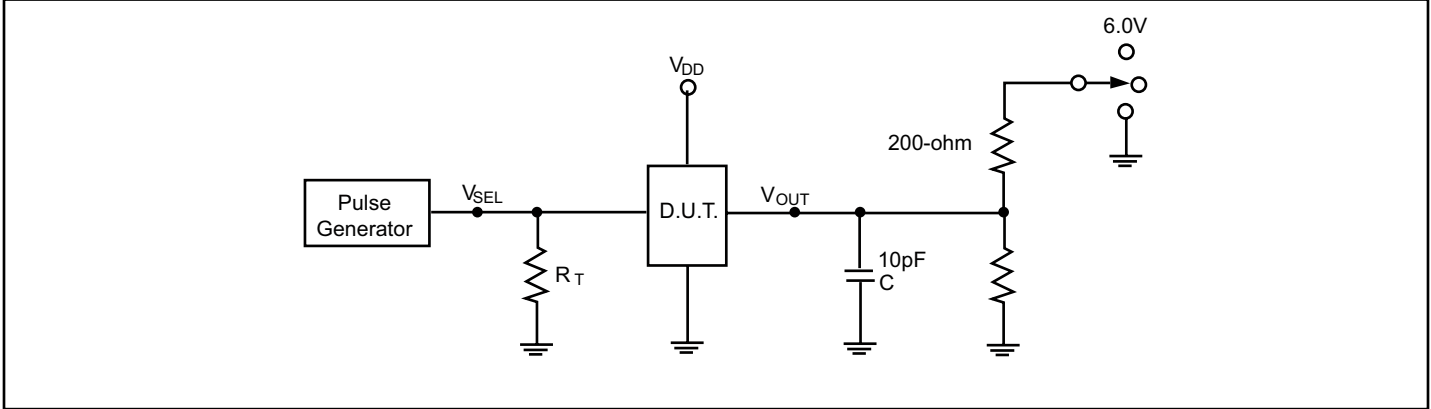 6.0V
VDD
200-ohm
Pulse
Generator
VSEL
D.U.T.
VOUT
10pF
C
RT